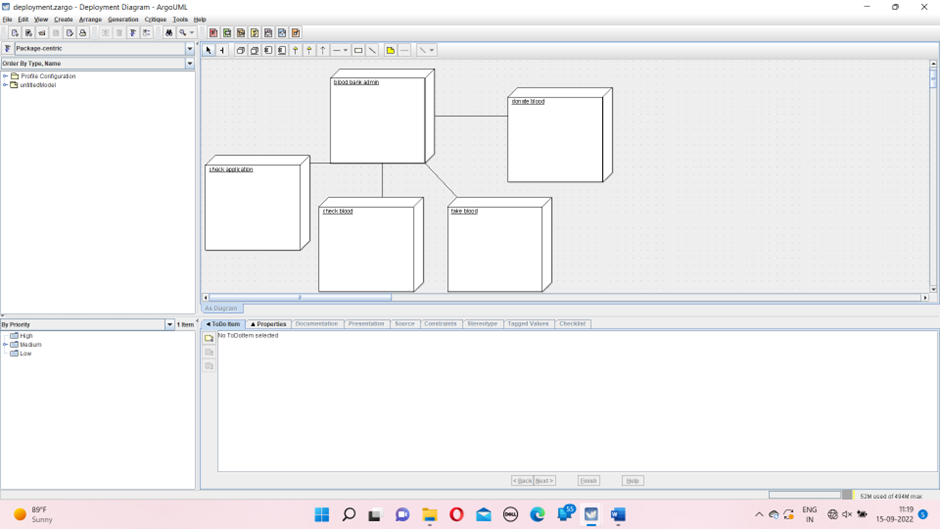 deployment.zargo - Deployment Diagram - ArgoUML
File Edit View Create Arrange Generation Critique Tools Help
Package-centric
Order By Type, Name
Profile Configuration
untitledModel
blood bank admin
donate blood
check application
check blood
take blood
As Diagram
By Priority 1 Item
High
Medium
Low
ToDo Item Properties Documentation Presentation Source Constraints Stereotype Tagged Values Checklist
No ToDoItem selected
< Back Next > Finish Help
52M used of 494M max
89°F
Sunny
DELL
55
ENG
IN
11:19
15-09-2022
5